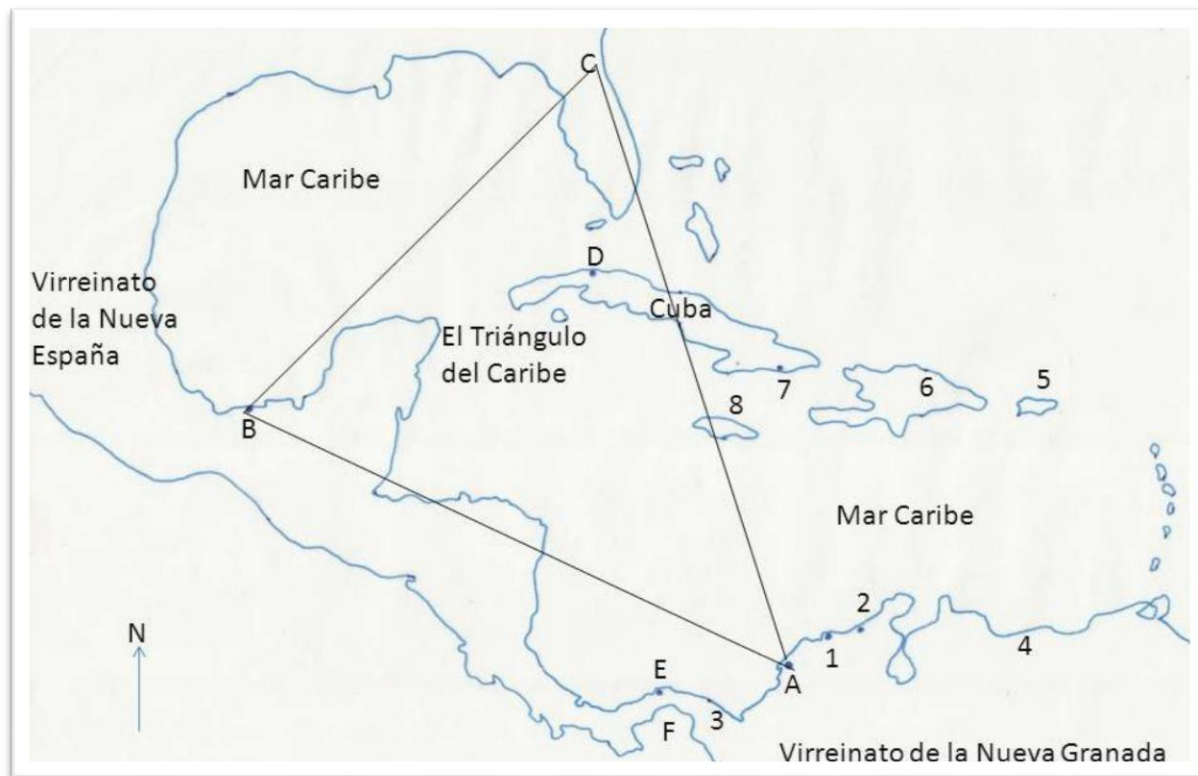 C
Mar Caribe
D
Virreinato
de la Nueva
España
Cuba
El Triángulo
del Caribe
7
6
5
8
B
Mar Caribe
N
2
1
4
E
A
3
F
Virreinato de la Nueva Granada